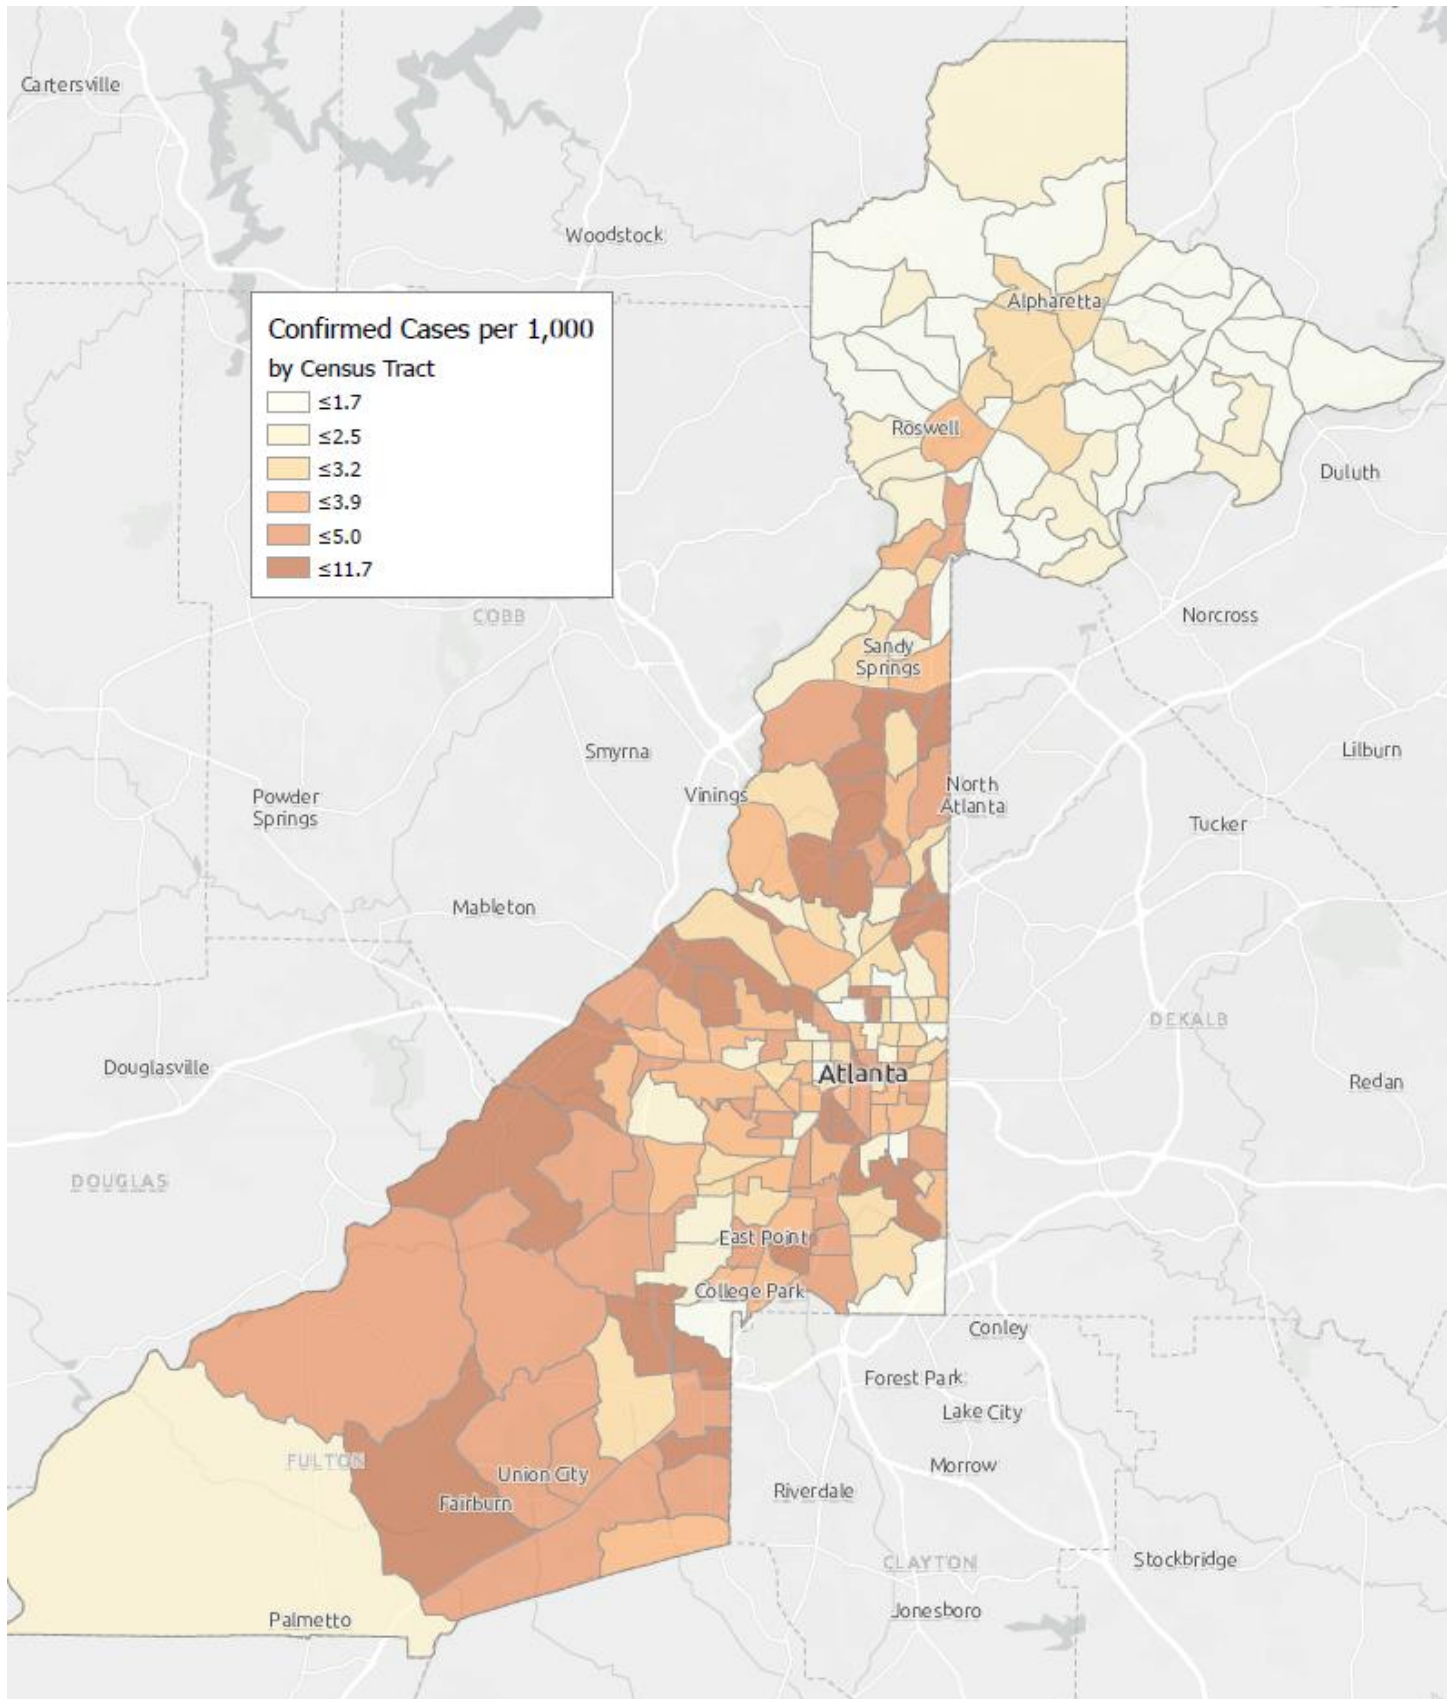 Cartersville
Woodstock
Alpharetta
Confirmed Cases per 1,000
by Census Tract
≤1.7
≤2.5
≤3.2
≤3.9
≤5.0
≤11.7
Roswell
Duluth
COBB
Norcross
Sandy
Springs
Smyrna
Lilburn
Vinings
North
Atlanta
Powder
Springs
Tucker
Mableton
DEKALB
Douglasville
Atlanta
Redan
DOUGLAS
East Point
College Park
Conley
Forest Park
Lake City
FULTON
Union City
Morrow
Fairburn
Riverdale
CLAYTON
Stockbridge
Palmetto
Jonesboro